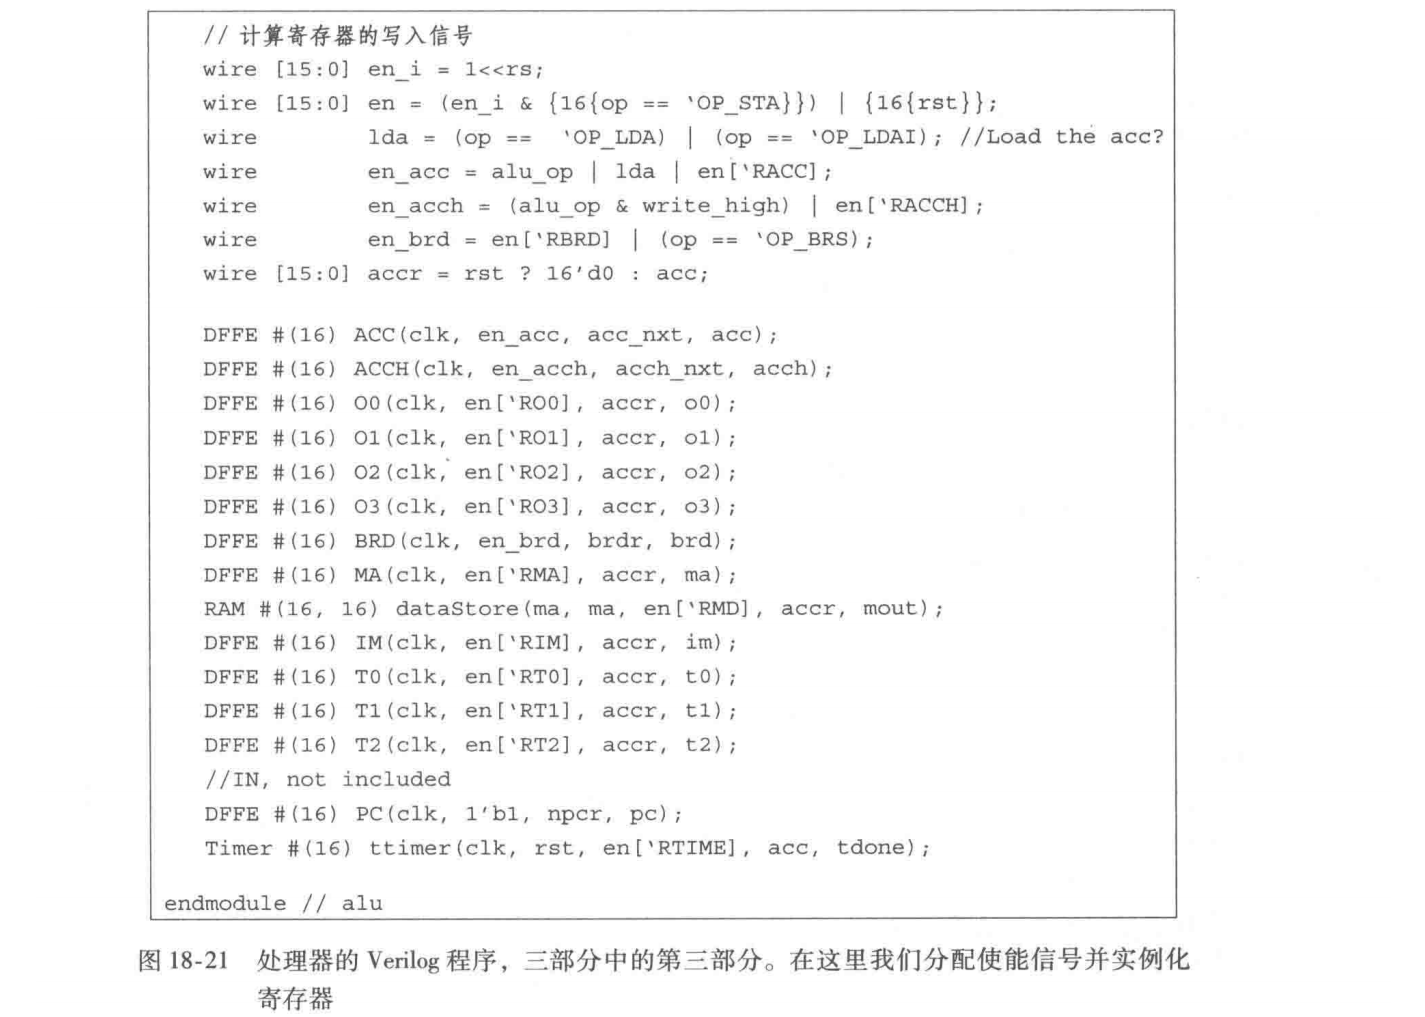 // 计算寄存器的写入信号
wire [15:0] en_i = 1<<rs;
wire [15:0] en = (en_i & {16{op == ‘OP_STA}}) | {16{rst}};
wire        lda = (op ==  ‘OP_LDA) | (op == ‘OP_LDAI); //Load the acc?
wire        en_acc = alu_op | lda | en[‘RACC];
wire        en_acch = (alu_op & write_high) | en[‘RACCH];
wire        en_brd = en[‘RBRD] | (op == ‘OP_BRS);
wire [15:0] accr = rst ? 16′d0 : acc;
DFFE #(16) ACC(clk, en_acc, acc_nxt, acc);
DFFE #(16) ACCH(clk, en_acch, acch_nxt, acch);
DFFE #(16) O0(clk, en[‘RO0], accr, o0);
DFFE #(16) O1(clk, en[‘RO1], accr, o1);
DFFE #(16) O2(clk, en[‘RO2], accr, o2);
DFFE #(16) O3(clk, en[‘RO3], accr, o3);
DFFE #(16) BRD(clk, en_brd, brdr, brd);
DFFE #(16) MA(clk, en[‘RMA], accr, ma);
RAM #(16, 16) dataStore(ma, ma, en[‘RMD], accr, mout);
DFFE #(16) IM(clk, en[‘RIM], accr, im);
DFFE #(16) T0(clk, en[‘RT0], accr, t0);
DFFE #(16) T1(clk, en[‘RT1], accr, t1);
DFFE #(16) T2(clk, en[‘RT2], accr, t2);
//IN, not included
DFFE #(16) PC(clk, 1′b1, npcr, pc);
Timer #(16) ttimer(clk, rst, en[‘RTIME], acc, tdone);
endmodule // alu
图 18-21 处理器的 Verilog 程序，三部分中的第三部分。在这里我们分配使能信号并实例化
寄存器